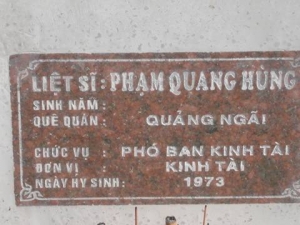 LIỆT SĨ : PHẠM QUANG HÙNG
SINH NĂM :
QUÊ QUÁN : QUẢNG NGÃI
CHỨC VỤ : PHÓ BAN KINH TÀI
ĐƠN VỊ : KINH TÀI
NGÀY HY SINH: 1973